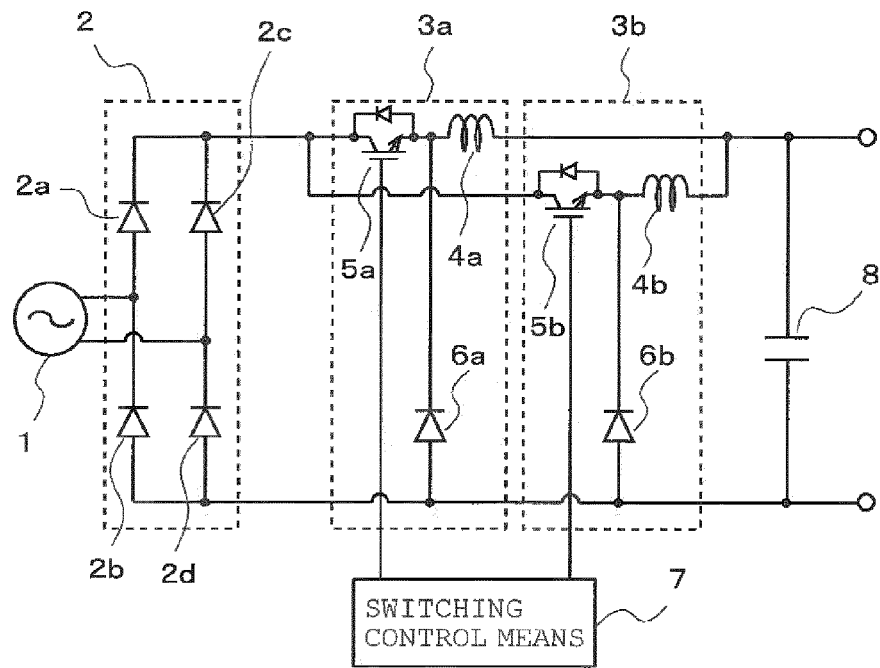 2
2c
3a
3b
2a
5a
4a
5b
4b
8
1
6a
6b
2b
2d
7
SWITCHING
CONTROL MEANS